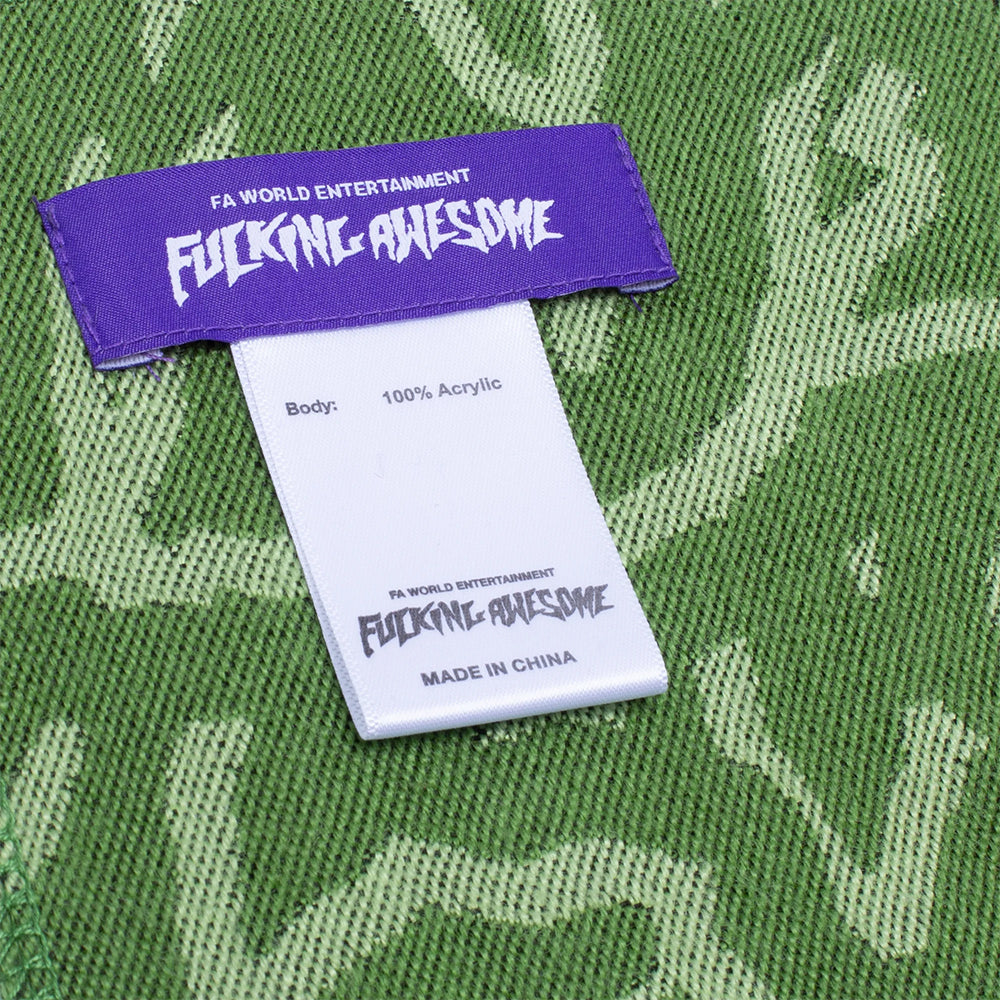 FA WORLD ENTERTAINMENT
FUCKING AWESOME
Body: 100% Acrylic
FA WORLD ENTERTAINMENT
FUCKING AWESOME
MADE IN CHINA